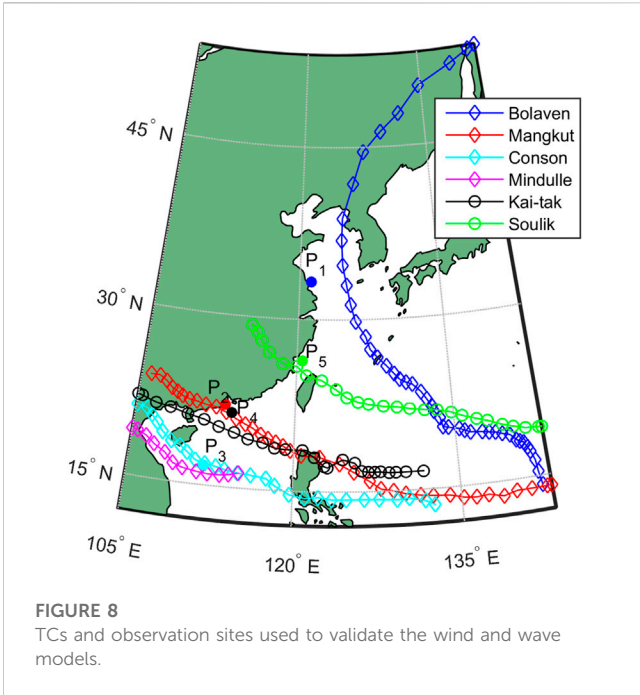 45° N
30° N
15° N
105° E
120° E
135° E
P1
P2
P3
P4
P5
Bolaven
Mangkut
Conson
Mindulle
Kai-tak
Soulik
FIGURE 8
TCs and observation sites used to validate the wind and wave
models.